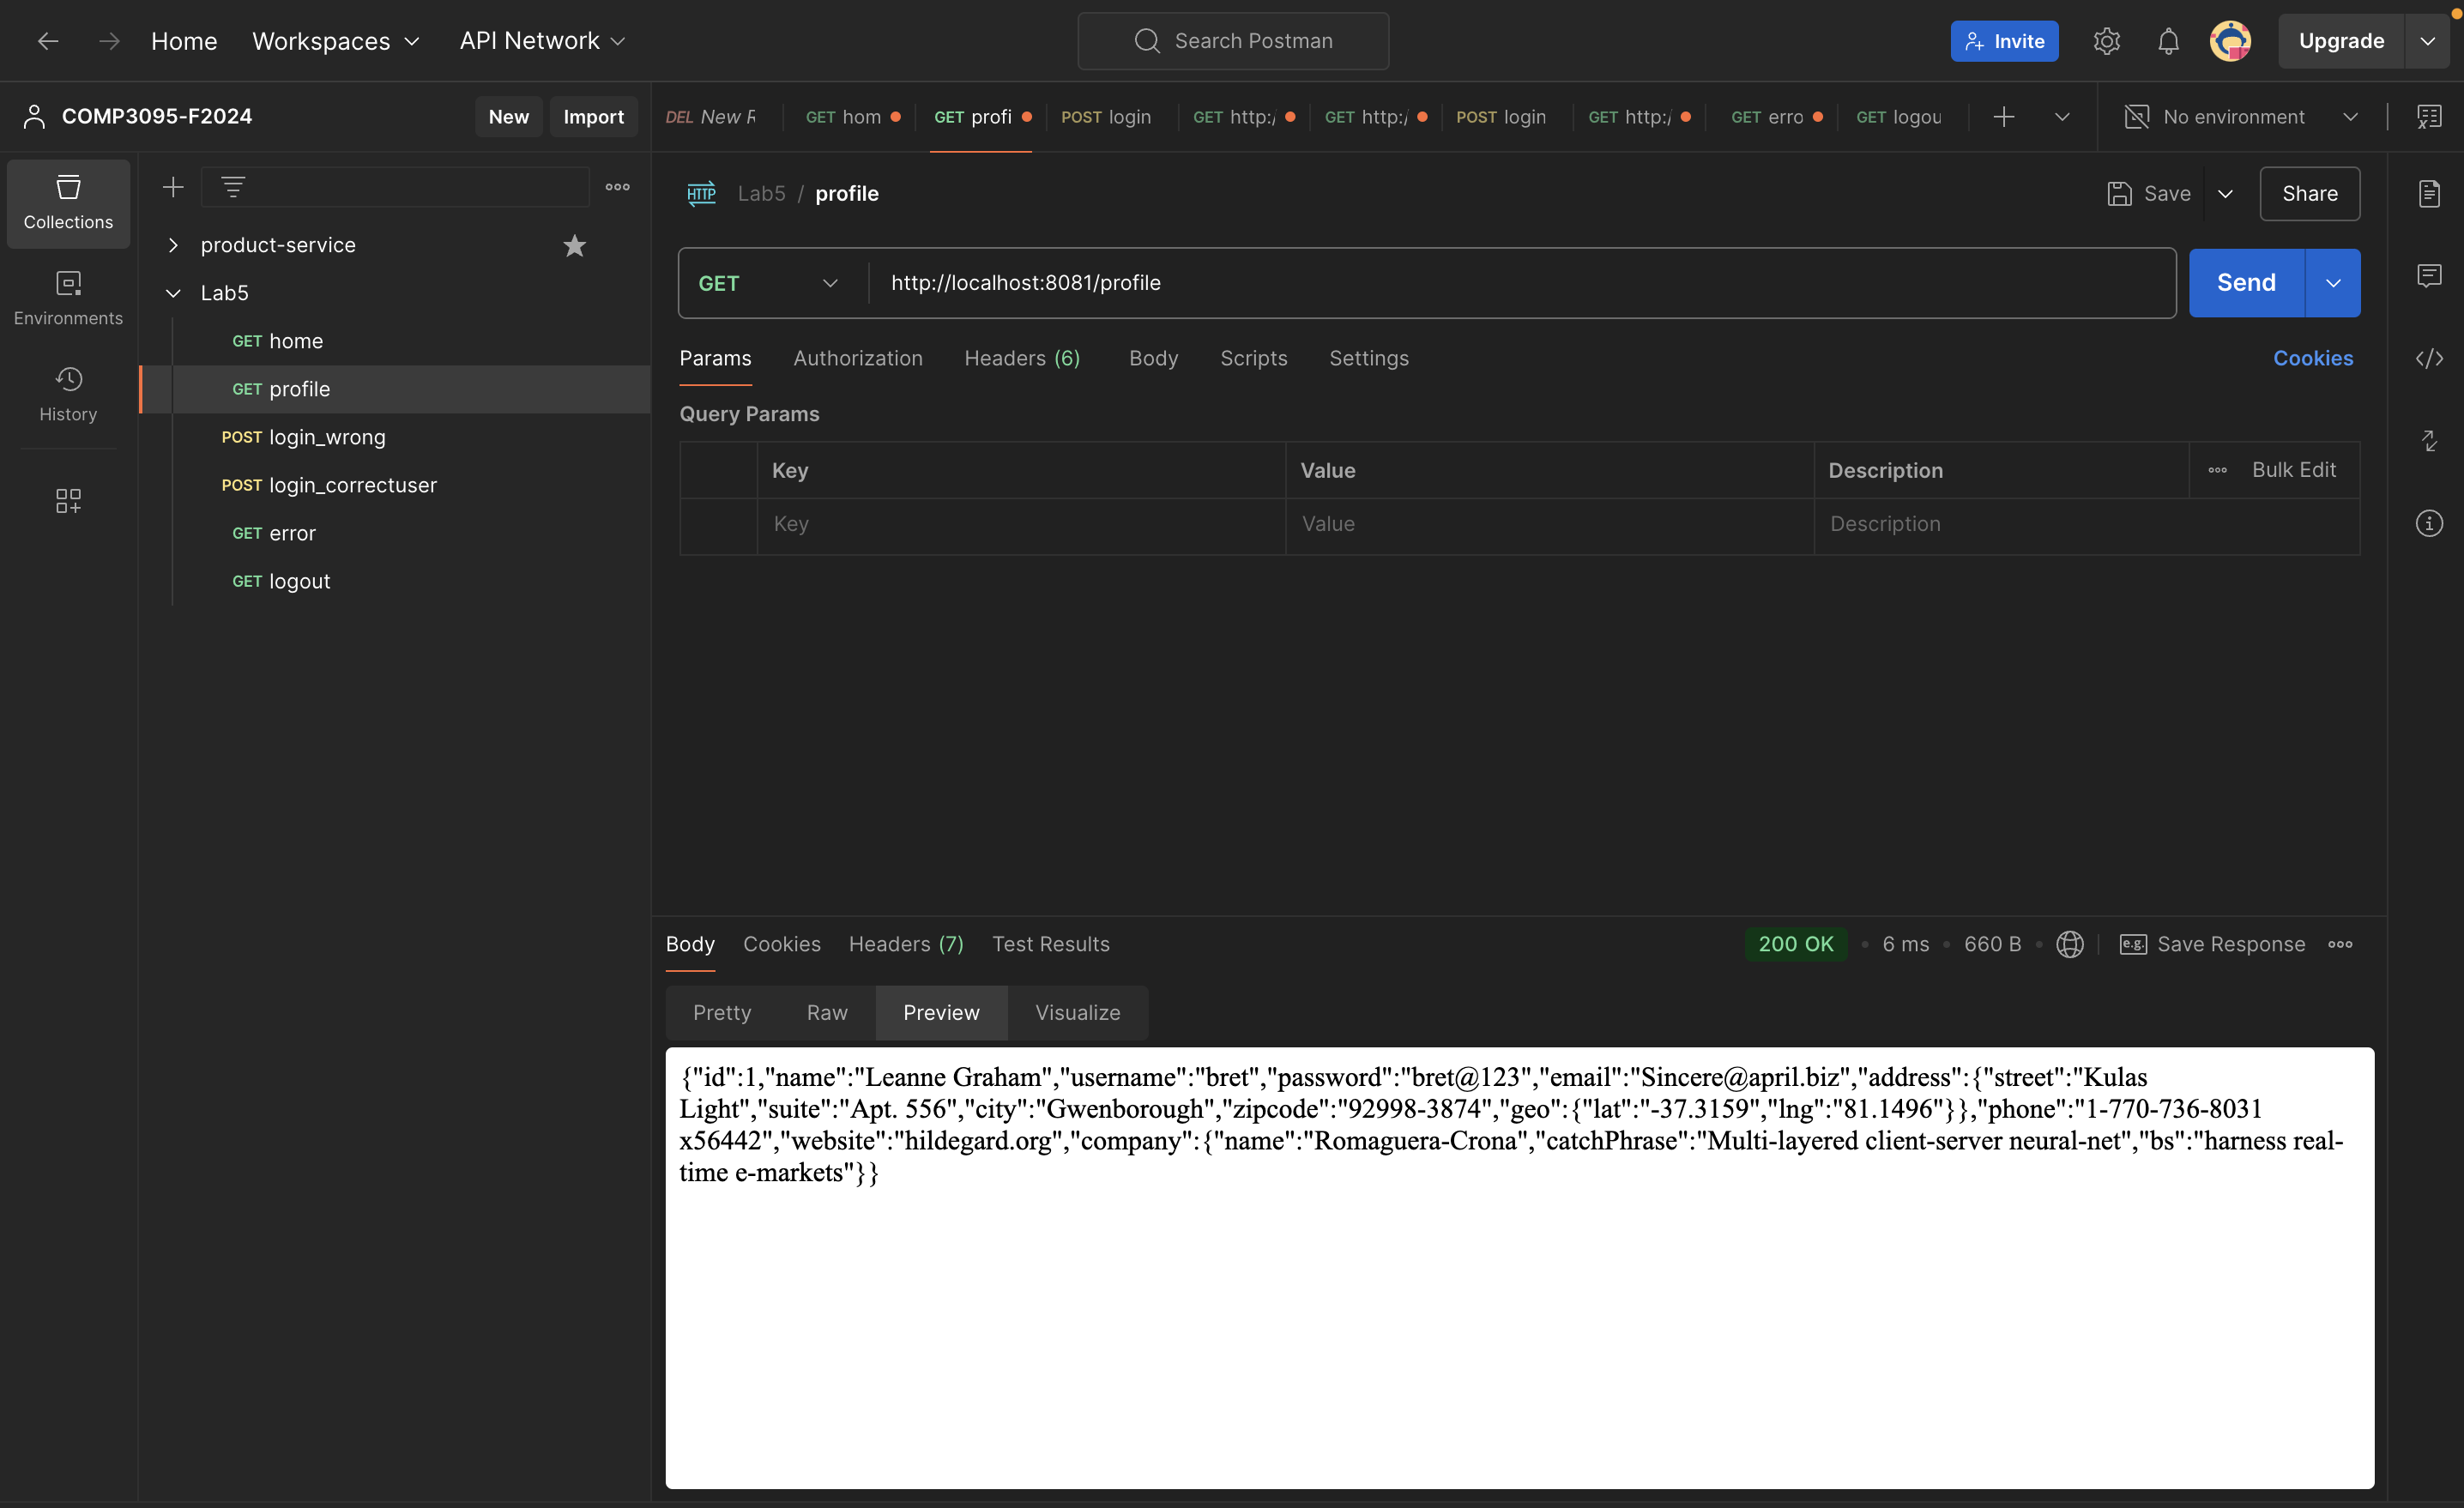 Home Workspaces API Network Search Postman Invite Upgrade
COMP3095-F2024 New Import
DEL New R GET hom GET profi POST login GET http:/ GET http:/ POST login GET http:/ GET erro GET logou No environment
Collections
Environments
History
product-service
Lab5
GET home
GET profile
POST login_wrong
POST login_correctuser
GET error
GET logout
HTTP Lab5 / profile Save Share
GET http://localhost:8081/profile Send
Params Authorization Headers (6) Body Scripts Settings Cookies
Query Params
Key Value Description Bulk Edit
Key Value Description
Body Cookies Headers (7) Test Results 200 OK 6 ms 660 B e.g. Save Response
Pretty Raw Preview Visualize
{"id":1,"name":"Leanne Graham","username":"bret","password":"bret@123","email":"Sincere@april.biz","address":{"street":"Kulas
Light","suite":"Apt. 556","city":"Gwenborough","zipcode":"92998-3874","geo":{"lat":"-37.3159","lng":"81.1496"}},"phone":"1-770-736-8031
x56442","website":"hildegard.org","company":{"name":"Romaguera-Crona","catchPhrase":"Multi-layered client-server neural-net","bs":"harness real-
time e-markets"}}